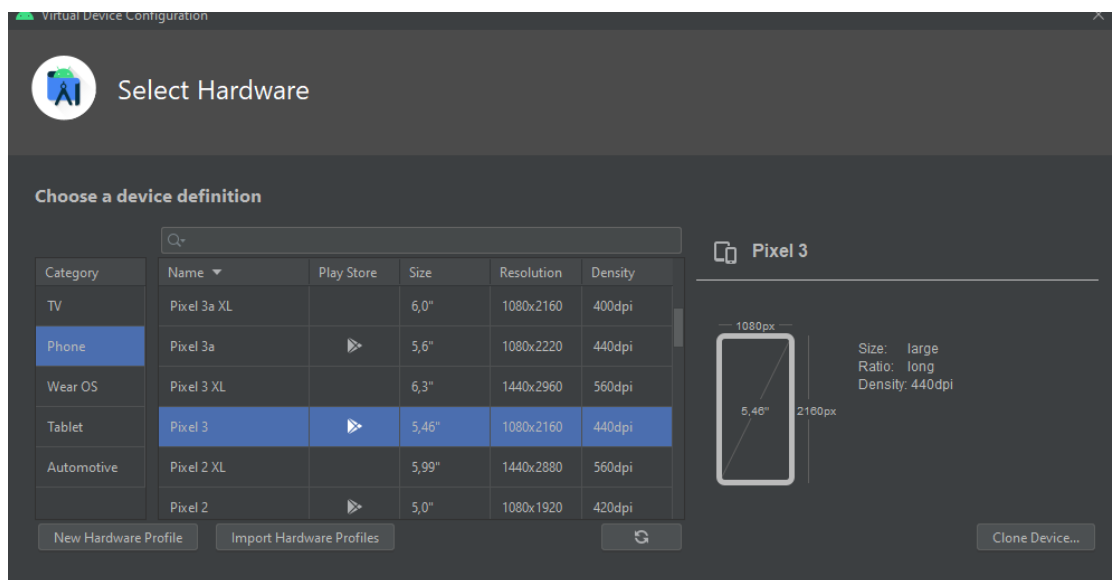 Virtual Device Configuration
Select Hardware
Choose a device definition
Category
TV
Phone
Wear OS
Tablet
Automotive
Name Play Store Size Resolution Density
Pixel 3a XL 6,0" 1080x2160 400dpi
Pixel 3a 5,6" 1080x2220 440dpi
Pixel 3 XL 6,3" 1440x2960 560dpi
Pixel 3 5,46" 1080x2160 440dpi
Pixel 2 XL 5,99" 1440x2880 560dpi
Pixel 2 5,0" 1080x1920 420dpi
New Hardware Profile Import Hardware Profiles
Pixel 3
1080px
5,46" 2160px
Size: large
Ratio: long
Density: 440dpi
Clone Device...